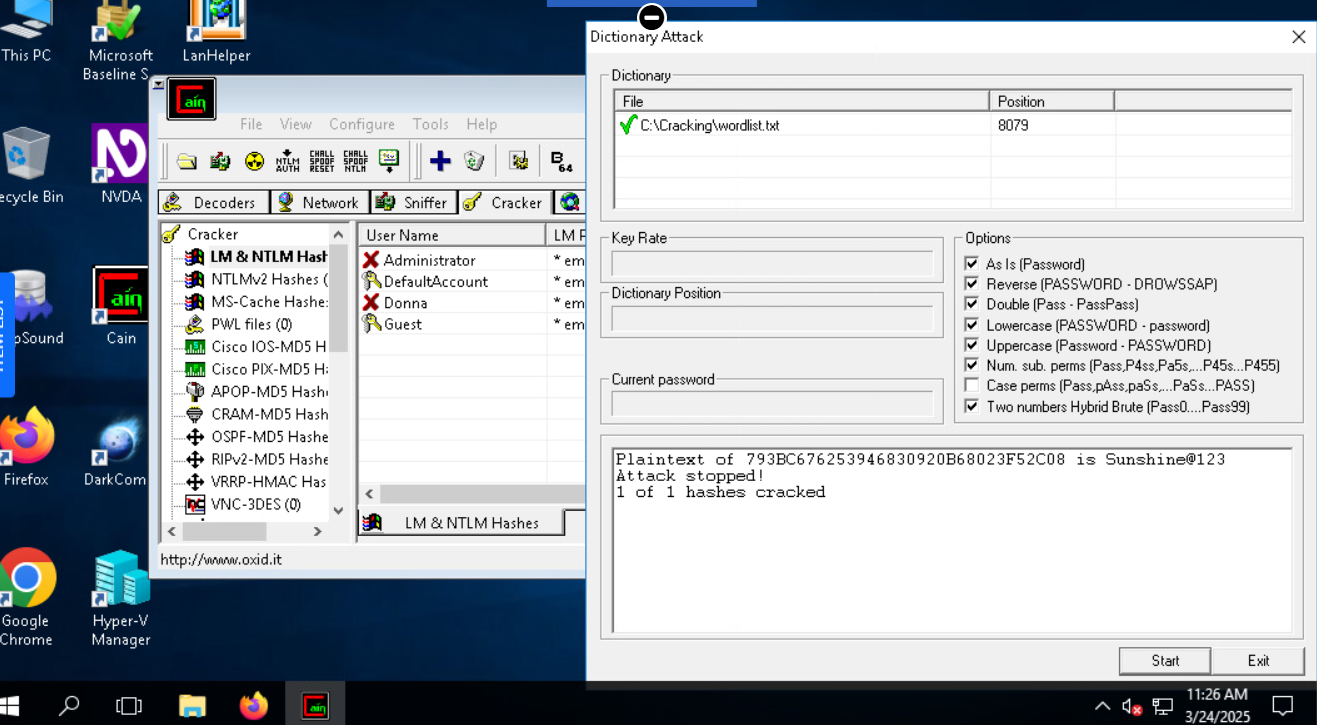 This PC
Microsoft
Baseline S
LanHelper
ecycle Bin
NVDA
pSound
Cain
Firefox
DarkCom
Google
Chrome
Hyper-V
Manager
File View Configure Tools Help
NTLM AUTH
CHALL SPOOF RESET
CHALL SPOOF NTLM
B 64
Decoders Network Sniffer Cracker
Cracker
LM & NTLM Hash
NTLMv2 Hashes (
MS-Cache Hashe
PWL files (0)
Cisco IOS-MD5 H
Cisco PIX-MD5 Ha
APOP-MD5 Hash
CRAM-MD5 Hash
OSPF-MD5 Hashe
RIPv2-MD5 Hashe
VRRP-HMAC Has
VNC-3DES (0)
User Name LM P
Administrator * em
DefaultAccount * em
Donna * em
Guest * em
LM & NTLM Hashes
http://www.oxid.it
Dictionary Attack
Dictionary
File Position
C:\Cracking\wordlist.txt 8079
Key Rate
Dictionary Position
Current password
Options
As Is (Password)
Reverse (PASSWORD - DROWSSAP)
Double (Pass - PassPass)
Lowercase (PASSWORD - password)
Uppercase (Password - PASSWORD)
Num. sub. perms (Pass,P4ss,Pa5s,...P45s...P455)
Case perms (Pass,pAss,paSs,...PaSs...PASS)
Two numbers Hybrid Brute (Pass0....Pass99)
Plaintext of 793BC676253946830920B68023F52C08 is Sunshine@123
Attack stopped!
1 of 1 hashes cracked
Start Exit
11:26 AM
3/24/2025